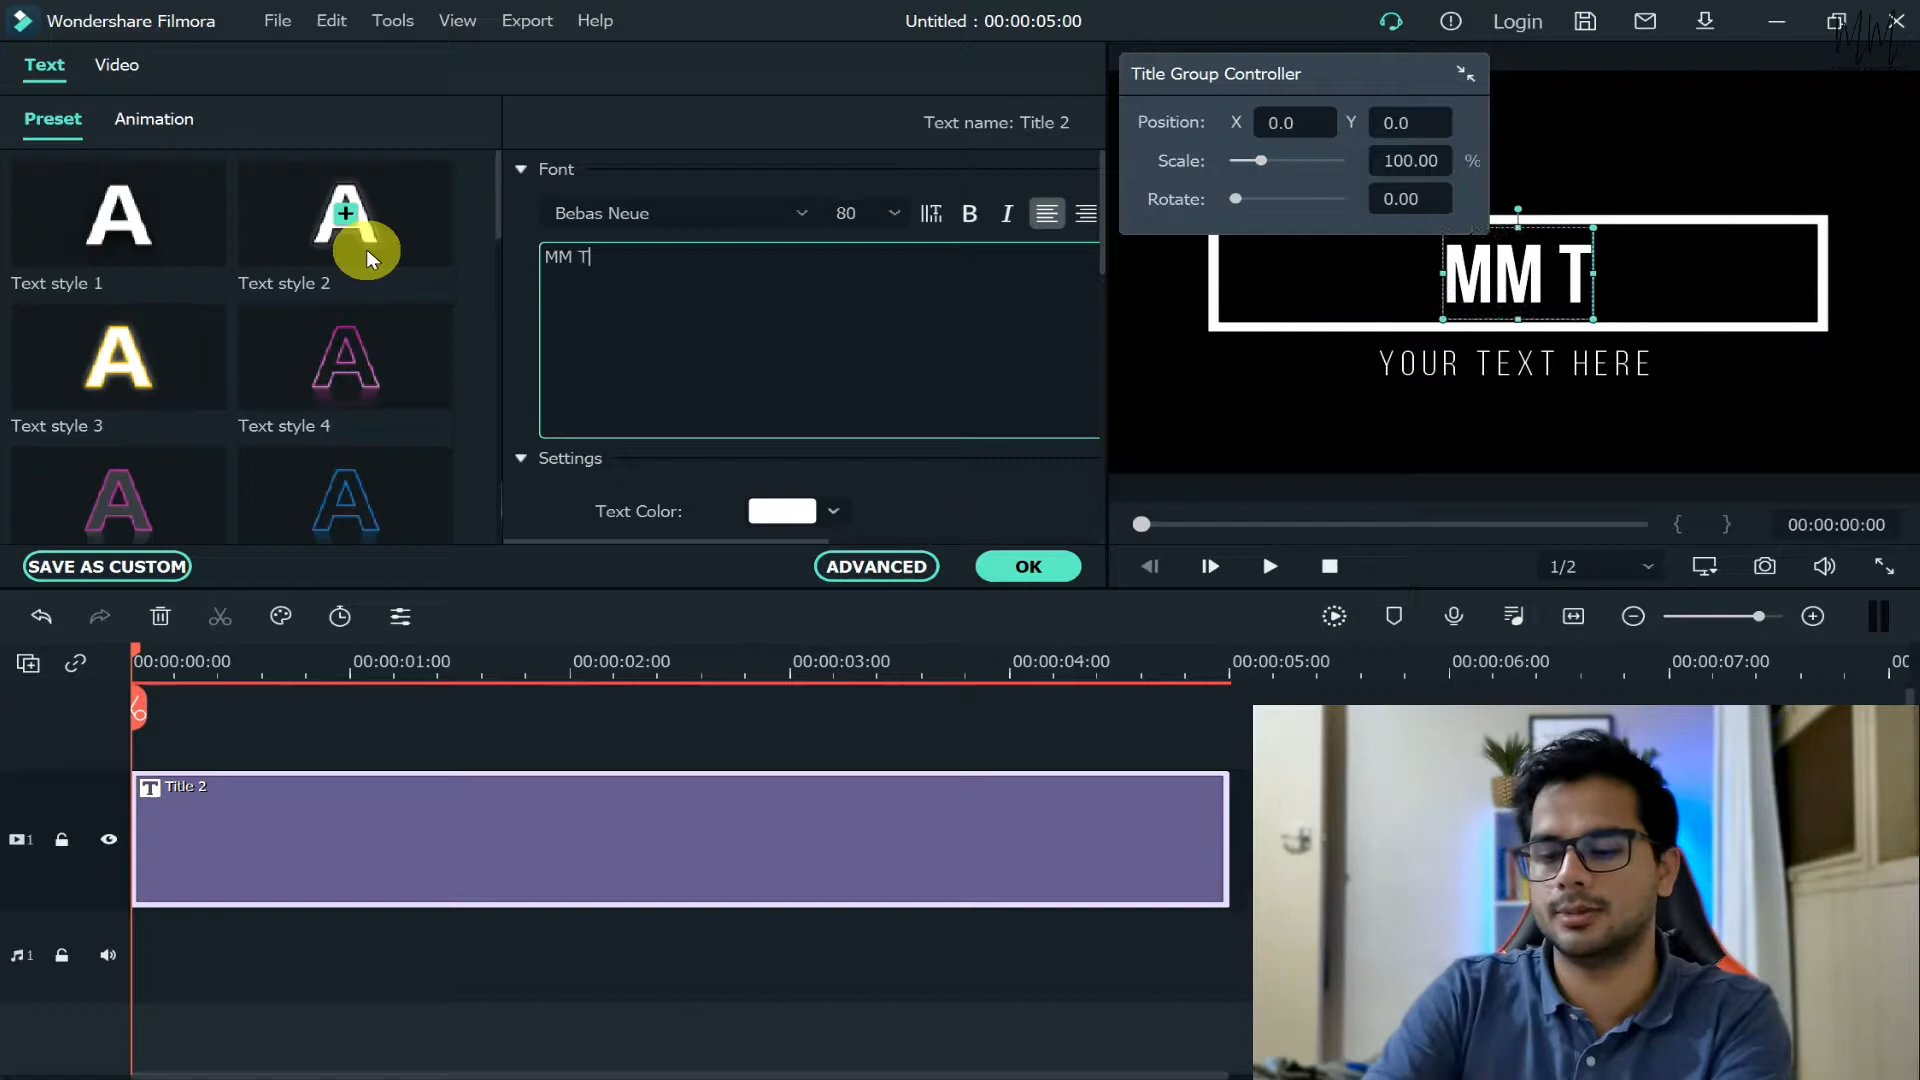 Wondershare Filmora File Edit Tools View Export Help Untitled : 00:00:05:00 Login
Text Video
Preset Animation
Text name: Title 2
Text style 1
Text style 2
Text style 3
Text style 4
Font
Bebas Neue 80 B I
MM T
Settings
Text Color:
SAVE AS CUSTOM ADVANCED OK
Title Group Controller
Position: X 0.0 Y 0.0
Scale: 100.00 %
Rotate: 0.00
MM T
YOUR TEXT HERE
{ } 00:00:00:00
1/2
00:00:00:00 00:00:01:00 00:00:02:00 00:00:03:00 00:00:04:00 00:00:05:00 00:00:06:00 00:00:07:00
T Title 2
1
1